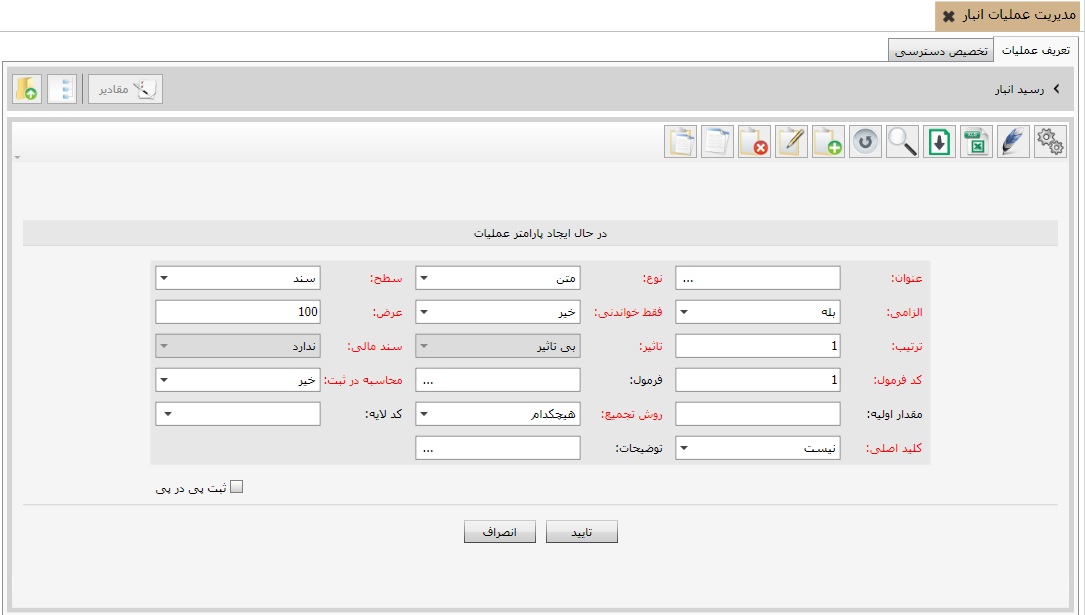 مدیریت عملیات انبار
تعریف عملیات تخصیص دسترسی
رسید انبار مقادیر
در حال ایجاد پارامتر عملیات
عنوان: ... نوع: متن سطح: سند
الزامی: بله فقط خواندنی: خیر عرض: 100
ترتیب: 1 تاثیر: بی تاثیر سند مالی: ندارد
کد فرمول: 1 فرمول: ... محاسبه در ثبت: خیر
مقدار اولیه: روش تجمیع: هیچکدام کد لایه:
کلید اصلی: نیست توضیحات: ...
ثبت پی در پی
تایید انصراف